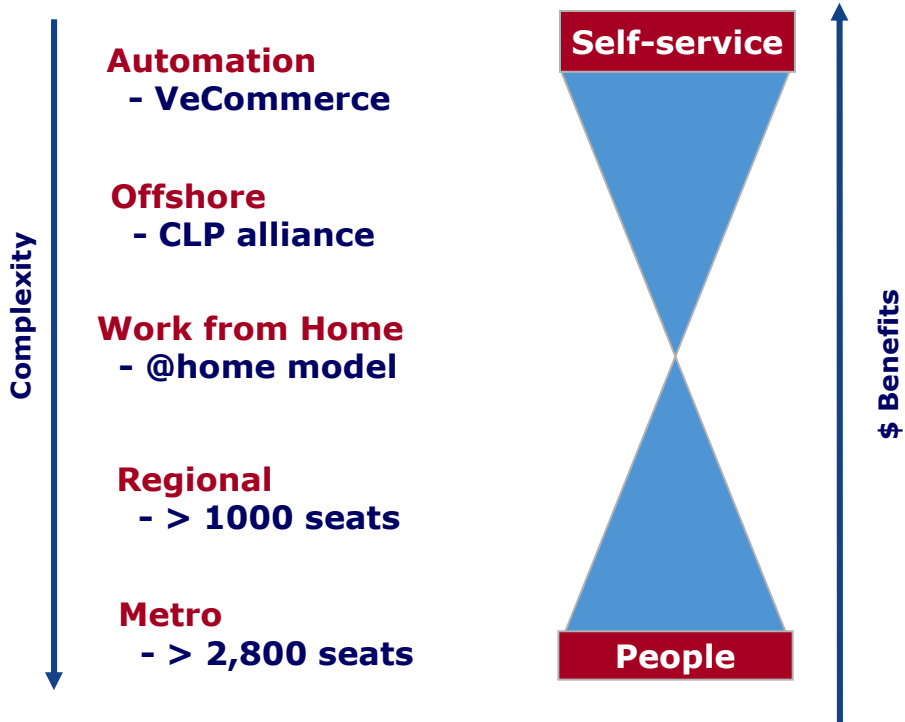 Self-service
Automation
- VeCommerce
Offshore
- CLP alliance
Complexity
Work from Home
- @home model
$ Benefits
Regional
- > 1000 seats
Metro
- > 2,800 seats
People